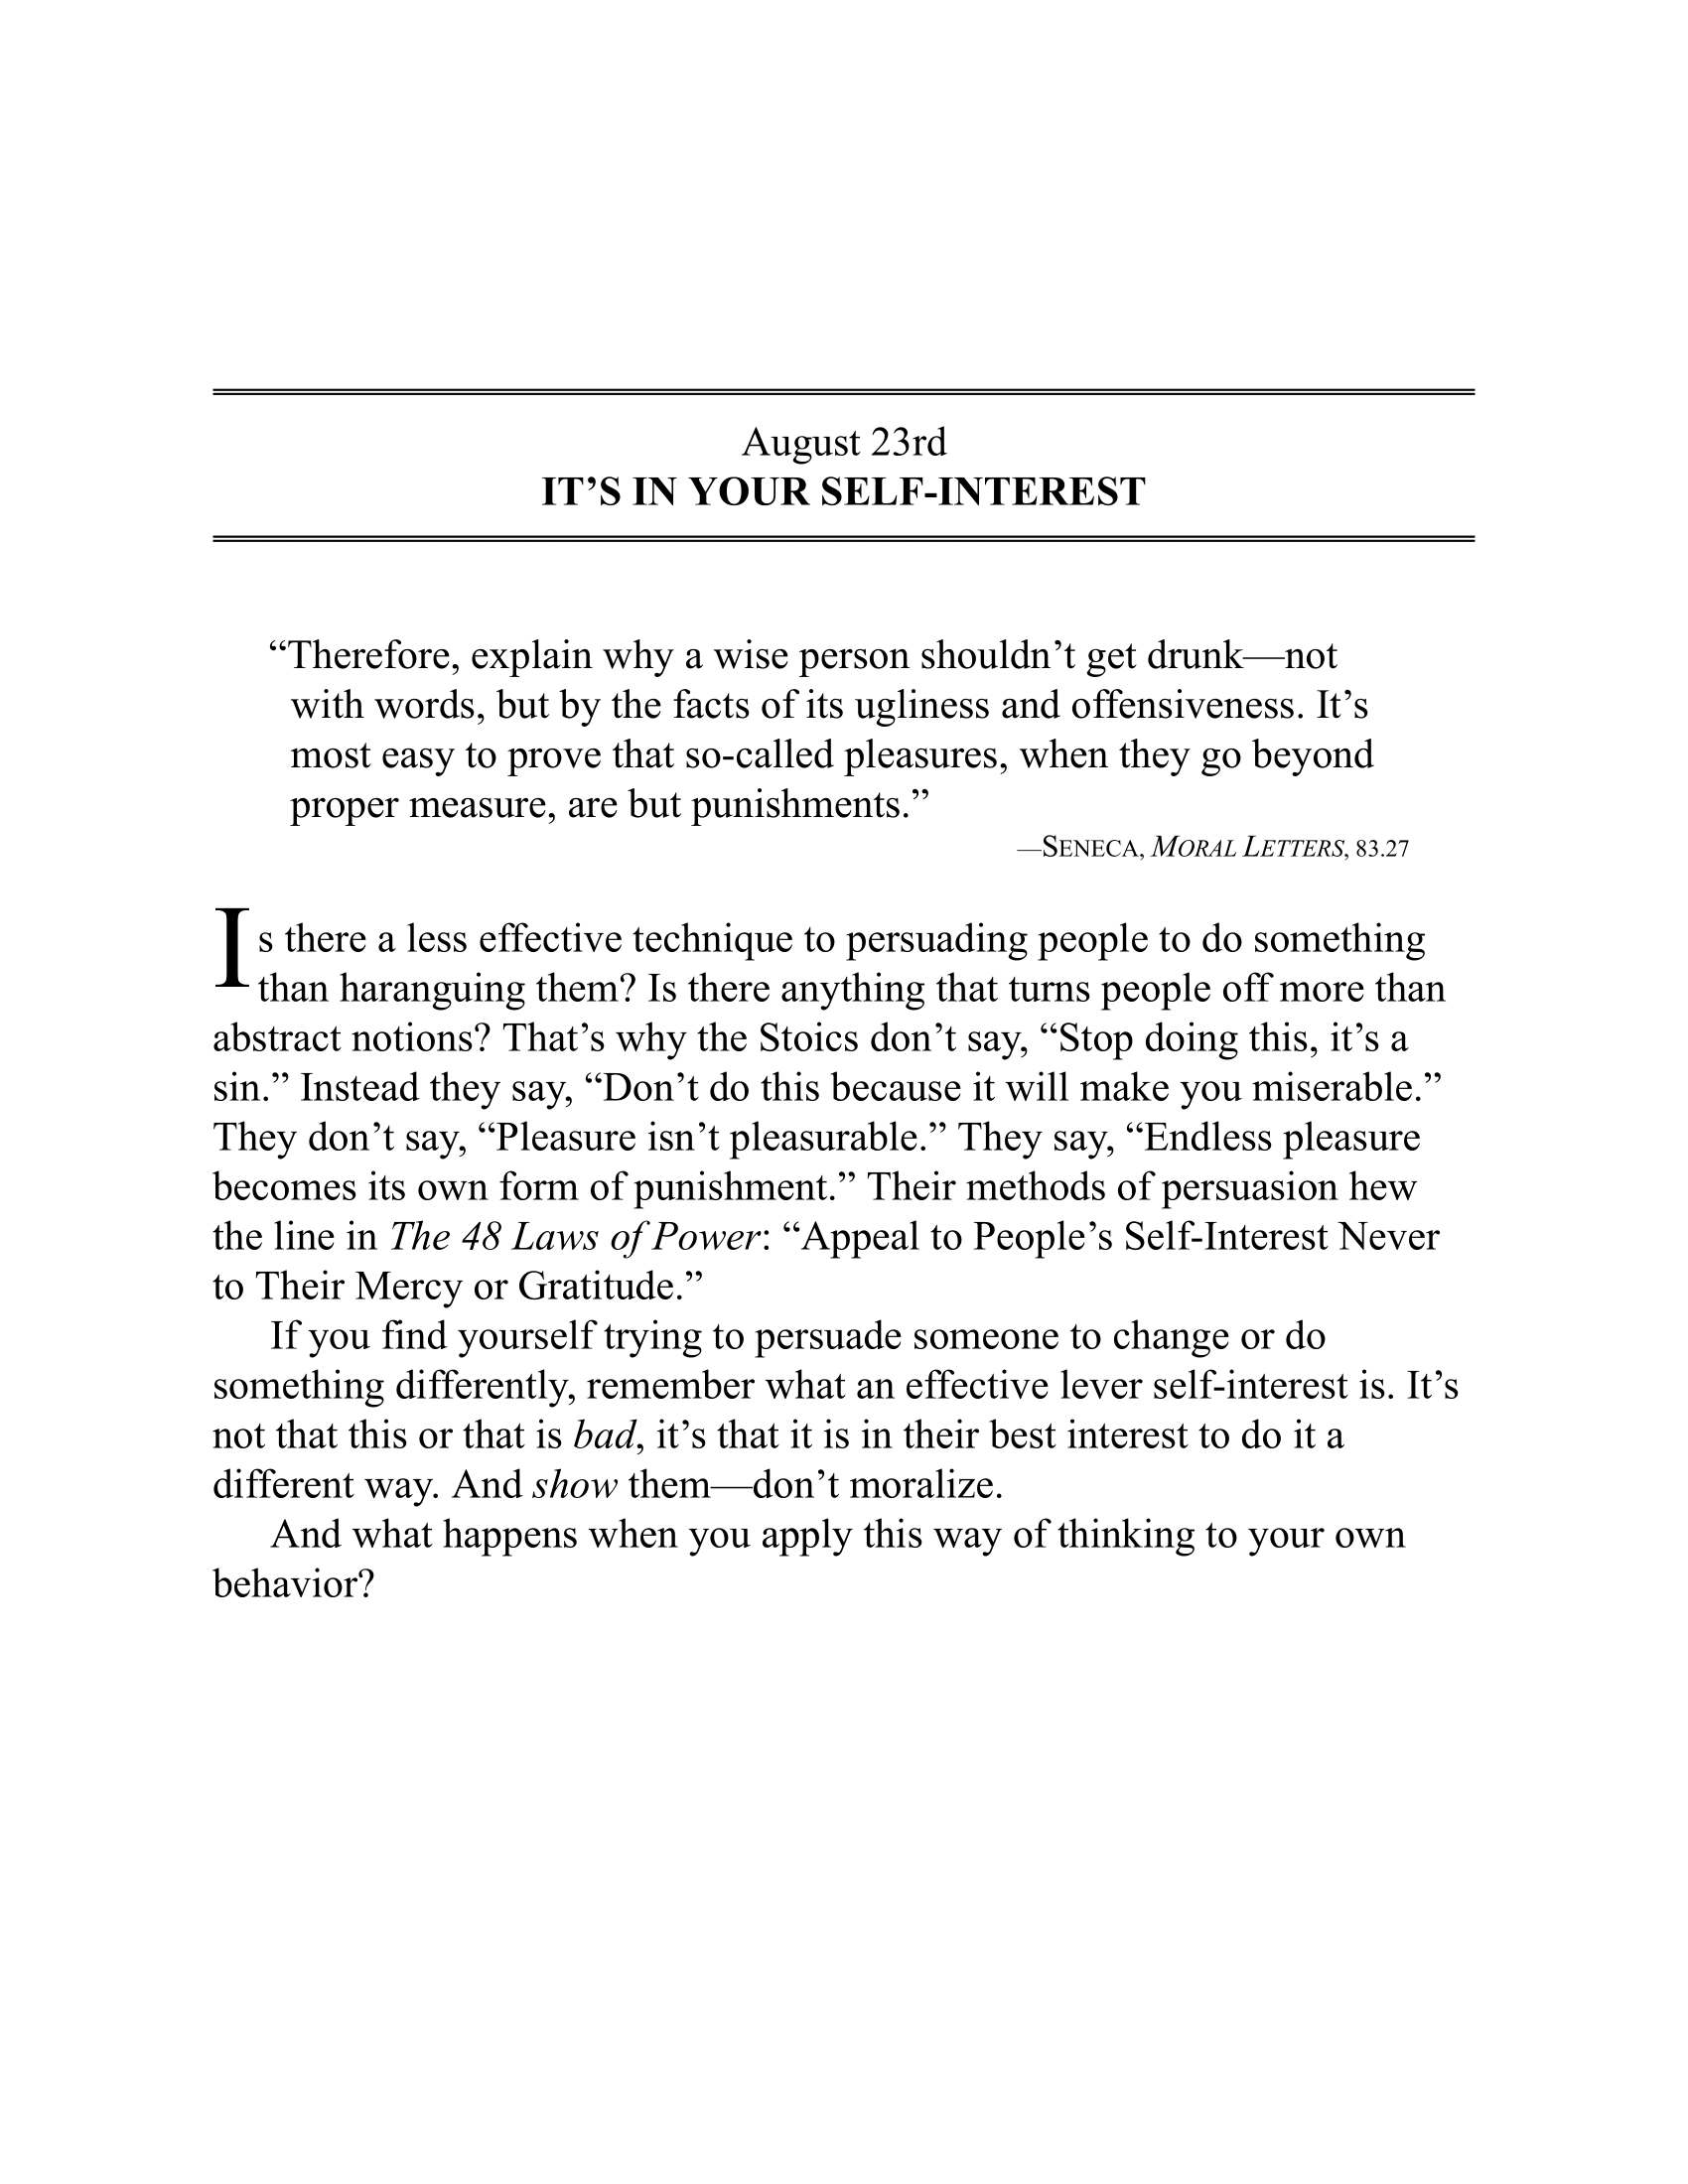 August 23rd
IT’S IN YOUR SELF-INTEREST
“Therefore, explain why a wise person shouldn’t get drunk—not
with words, but by the facts of its ugliness and offensiveness. It’s
most easy to prove that so-called pleasures, when they go beyond
proper measure, are but punishments.”
—SENECA, MORAL LETTERS, 83.27
Is there a less effective technique to persuading people to do something
than haranguing them? Is there anything that turns people off more than
abstract notions? That’s why the Stoics don’t say, “Stop doing this, it’s a
sin.” Instead they say, “Don’t do this because it will make you miserable.”
They don’t say, “Pleasure isn’t pleasurable.” They say, “Endless pleasure
becomes its own form of punishment.” Their methods of persuasion hew
the line in The 48 Laws of Power: “Appeal to People’s Self-Interest Never
to Their Mercy or Gratitude.”
If you find yourself trying to persuade someone to change or do
something differently, remember what an effective lever self-interest is. It’s
not that this or that is bad, it’s that it is in their best interest to do it a
different way. And show them—don’t moralize.
And what happens when you apply this way of thinking to your own
behavior?